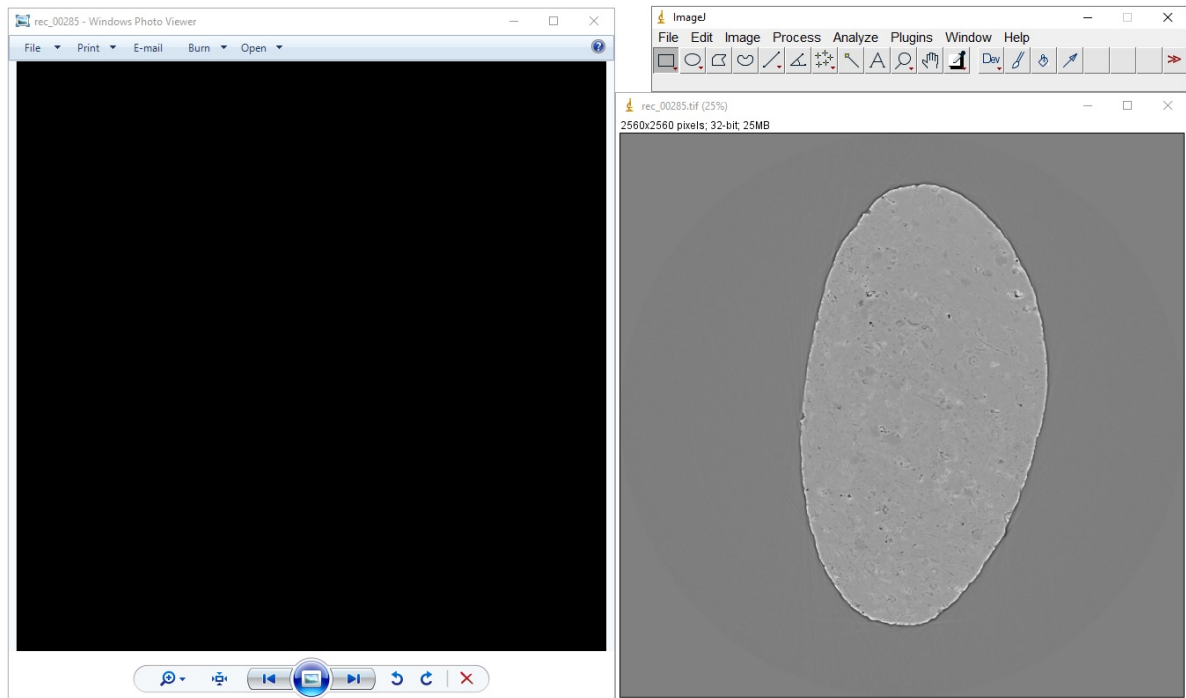 rec_00285 - Windows Photo Viewer
File Print E-mail Burn Open
ImageJ
File Edit Image Process Analyze Plugins Window Help
Dev
rec_00285.tif (25%)
2560x2560 pixels; 32-bit; 25MB